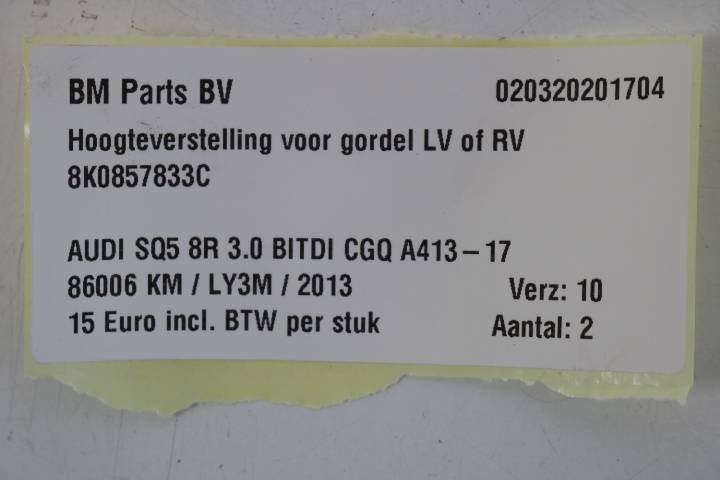 BM Parts BV 020320201704
Hoogteverstelling voor gordel LV of RV
8K0857833C
AUDI SQ5 8R 3.0 BITDI CGQ A413-17
86006 KM / LY3M / 2013 Verz: 10
15 Euro incl. BTW per stuk Aantal: 2